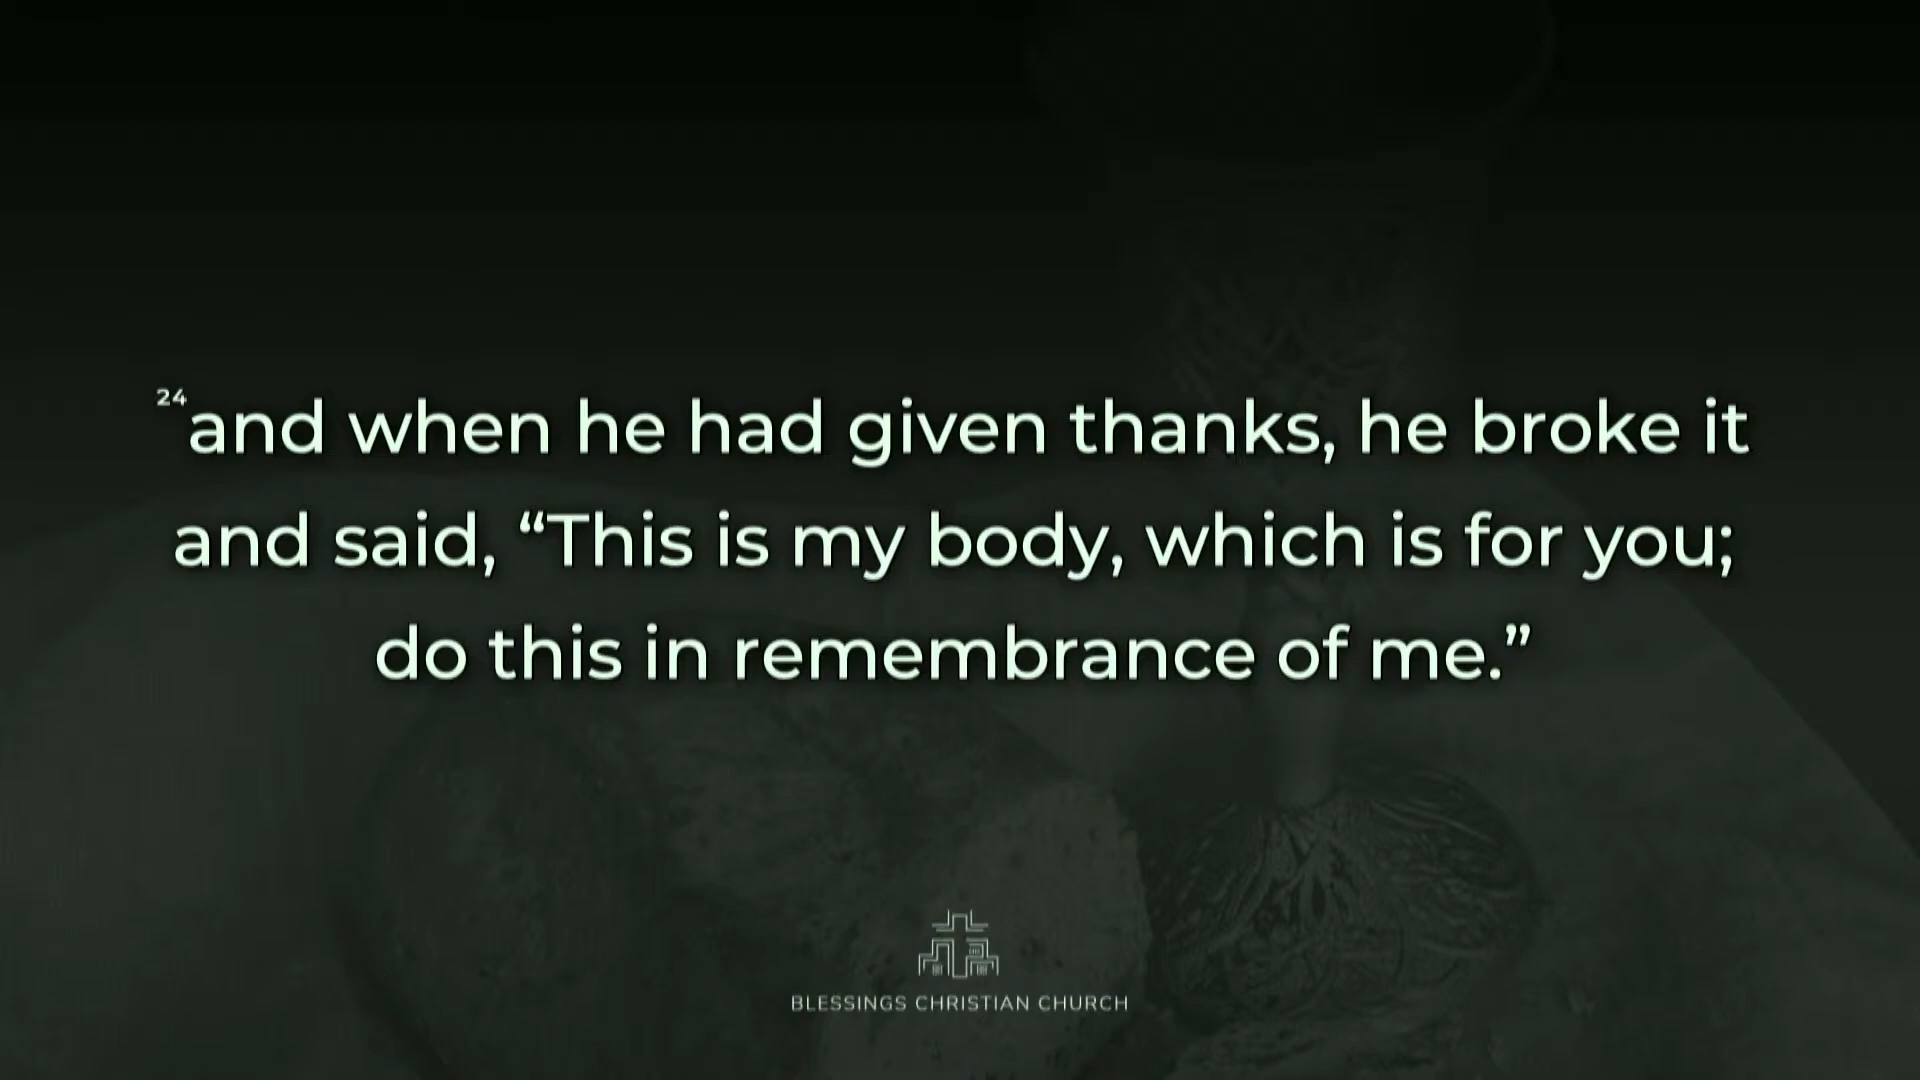 24and when he had given thanks, he broke it
and said, “This is my body, which is for you;
do this in remembrance of me.”
BLESSINGS CHRISTIAN CHURCH